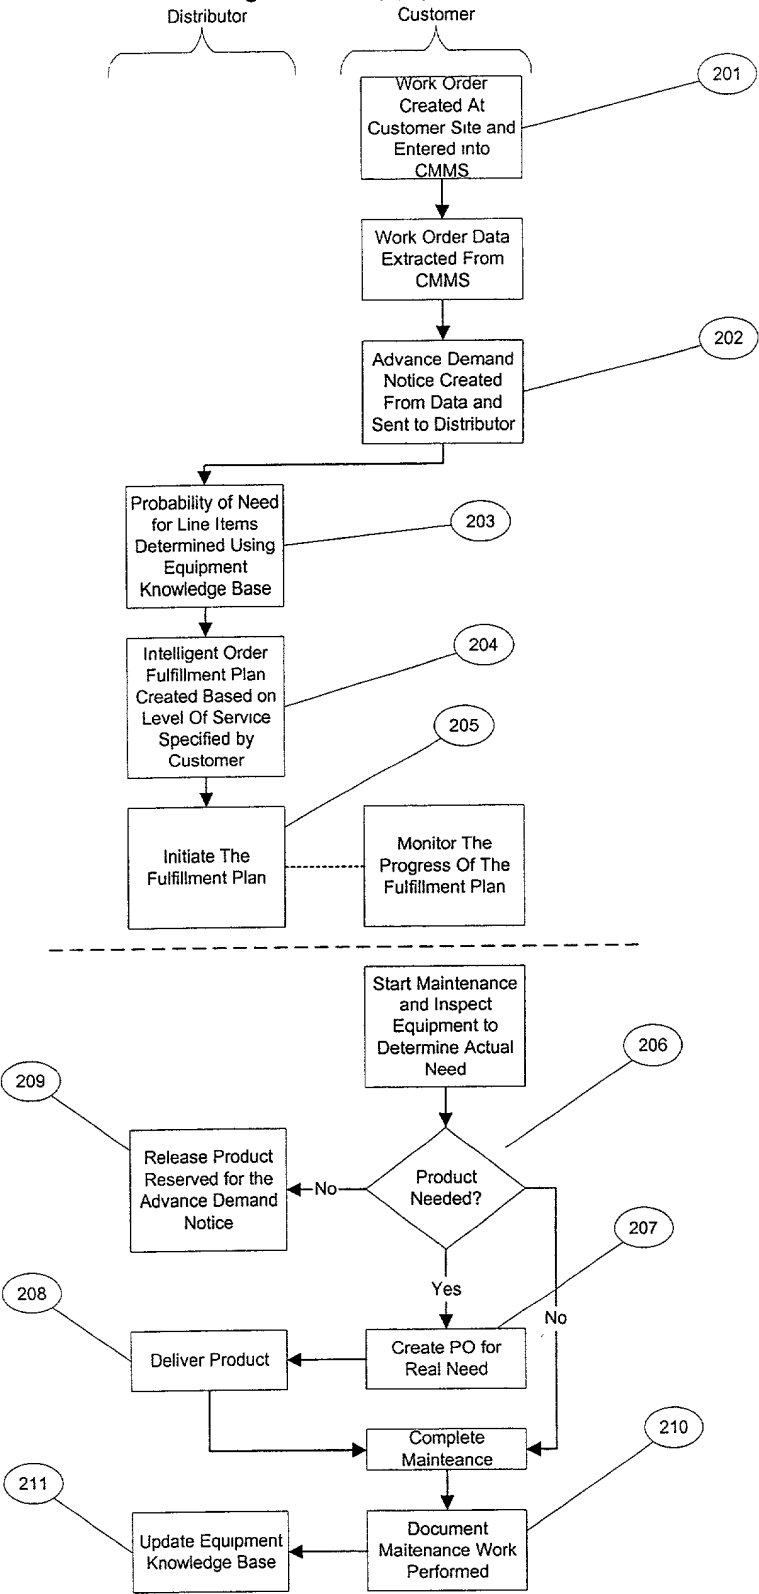 Distributor
Customer
Work Order
Created At
Customer Site and
Entered into
CMMS
201
Work Order Data
Extracted From
CMMS
Advance Demand
Notice Created
From Data and
Sent to Distributor
202
Probability of Need
for Line Items
Determined Using
Equipment
Knowledge Base
203
Intelligent Order
Fulfillment Plan
Created Based on
Level Of Service
Specified by
Customer
204
205
Initiate The
Fulfillment Plan
Monitor The
Progress Of The
Fulfillment Plan
Start Maintenance
and Inspect
Equipment to
Determine Actual
Need
206
209
Release Product
Reserved for the
Advance Demand
Notice
No
Product
Needed?
207
Yes
No
208
Deliver Product
Create PO for
Real Need
Complete
Mainteance
210
211
Update Equipment
Knowledge Base
Document
Maitenance Work
Performed